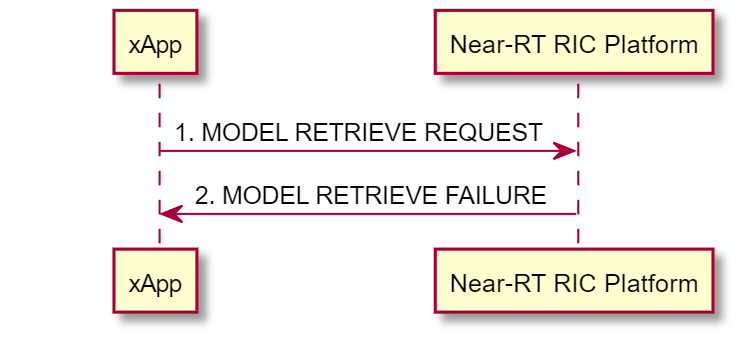 xApp
Near-RT RIC Platform
1. MODEL RETRIEVE REQUEST
2. MODEL RETRIEVE FAILURE
xApp
Near-RT RIC Platform